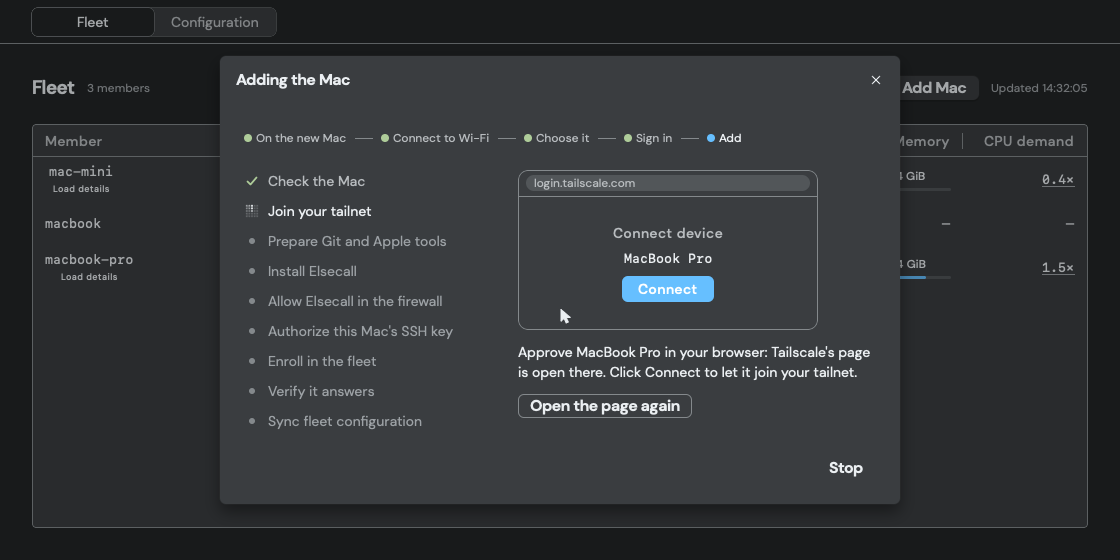 Fleet
Configuration
Fleet
3 members
Add Mac
Updated 14:32:05
Member
Memory
CPU demand
mac-mini
Load details
GiB
0.4×
macbook
—
—
macbook-pro
Load details
GiB
1.5×
Adding the Mac
×
On the new Mac
Connect to Wi-Fi
Choose it
Sign in
Add
Check the Mac
Join your tailnet
Prepare Git and Apple tools
Install Elsecall
Allow Elsecall in the firewall
Authorize this Mac's SSH key
Enroll in the fleet
Verify it answers
Sync fleet configuration
login.tailscale.com
Connect device
MacBook Pro
Connect
Approve MacBook Pro in your browser: Tailscale's page
is open there. Click Connect to let it join your tailnet.
Open the page again
Stop